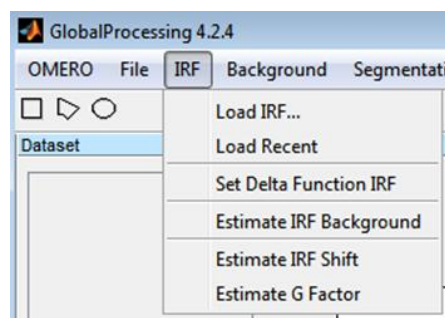 GlobalProcessing 4.2.4
OMERO File IRF Background Segmentati
Load IRF...
Load Recent
Dataset
Set Delta Function IRF
Estimate IRF Background
Estimate IRF Shift
Estimate G Factor